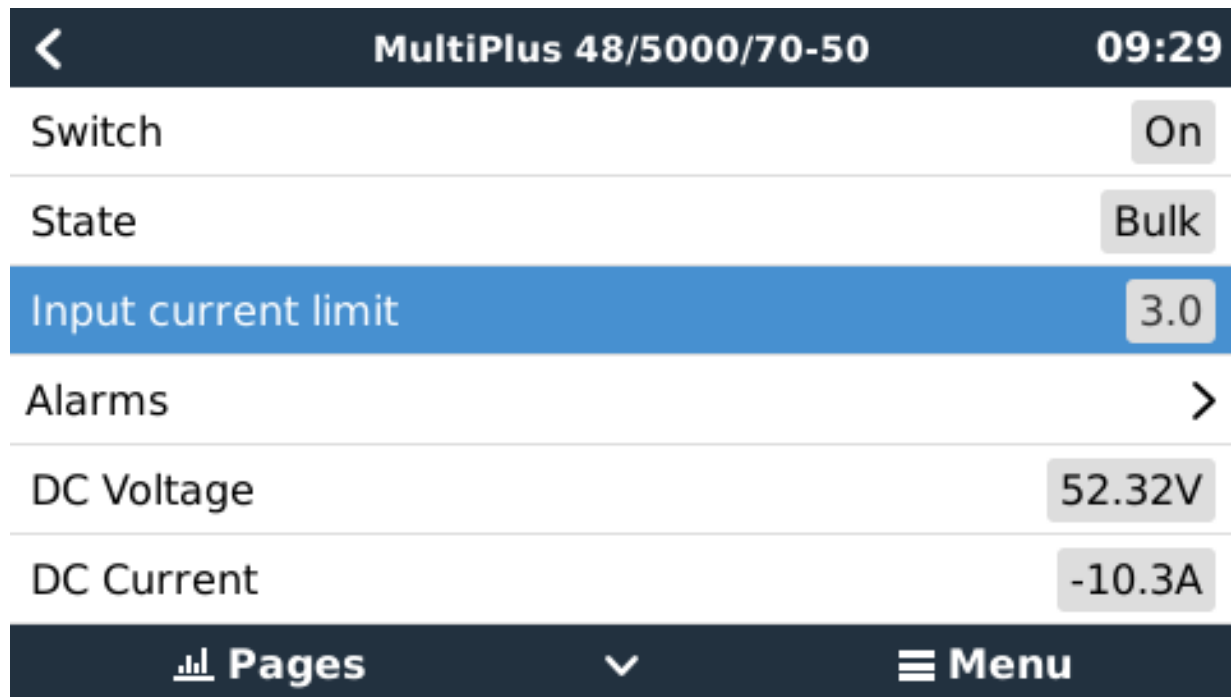 MultiPlus 48/5000/70-50 09:29
Switch On
State Bulk
Input current limit 3.0
Alarms
DC Voltage 52.32V
DC Current -10.3A
Pages Menu